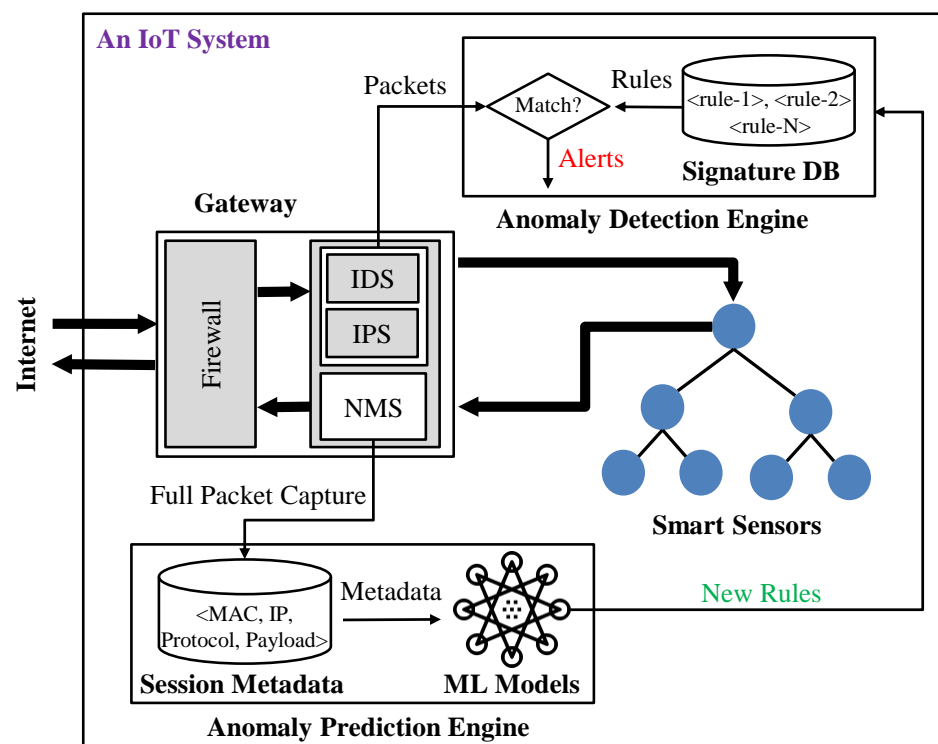 An IoT System
Packets
Match?
Rules
<rule-1>, <rule-2>
<rule-N>
Alerts
Signature DB
Anomaly Detection Engine
Gateway
Internet
Firewall
IDS
IPS
NMS
Full Packet Capture
Smart Sensors
<MAC, IP,
Protocol, Payload>
Metadata
New Rules
Session Metadata
ML Models
Anomaly Prediction Engine